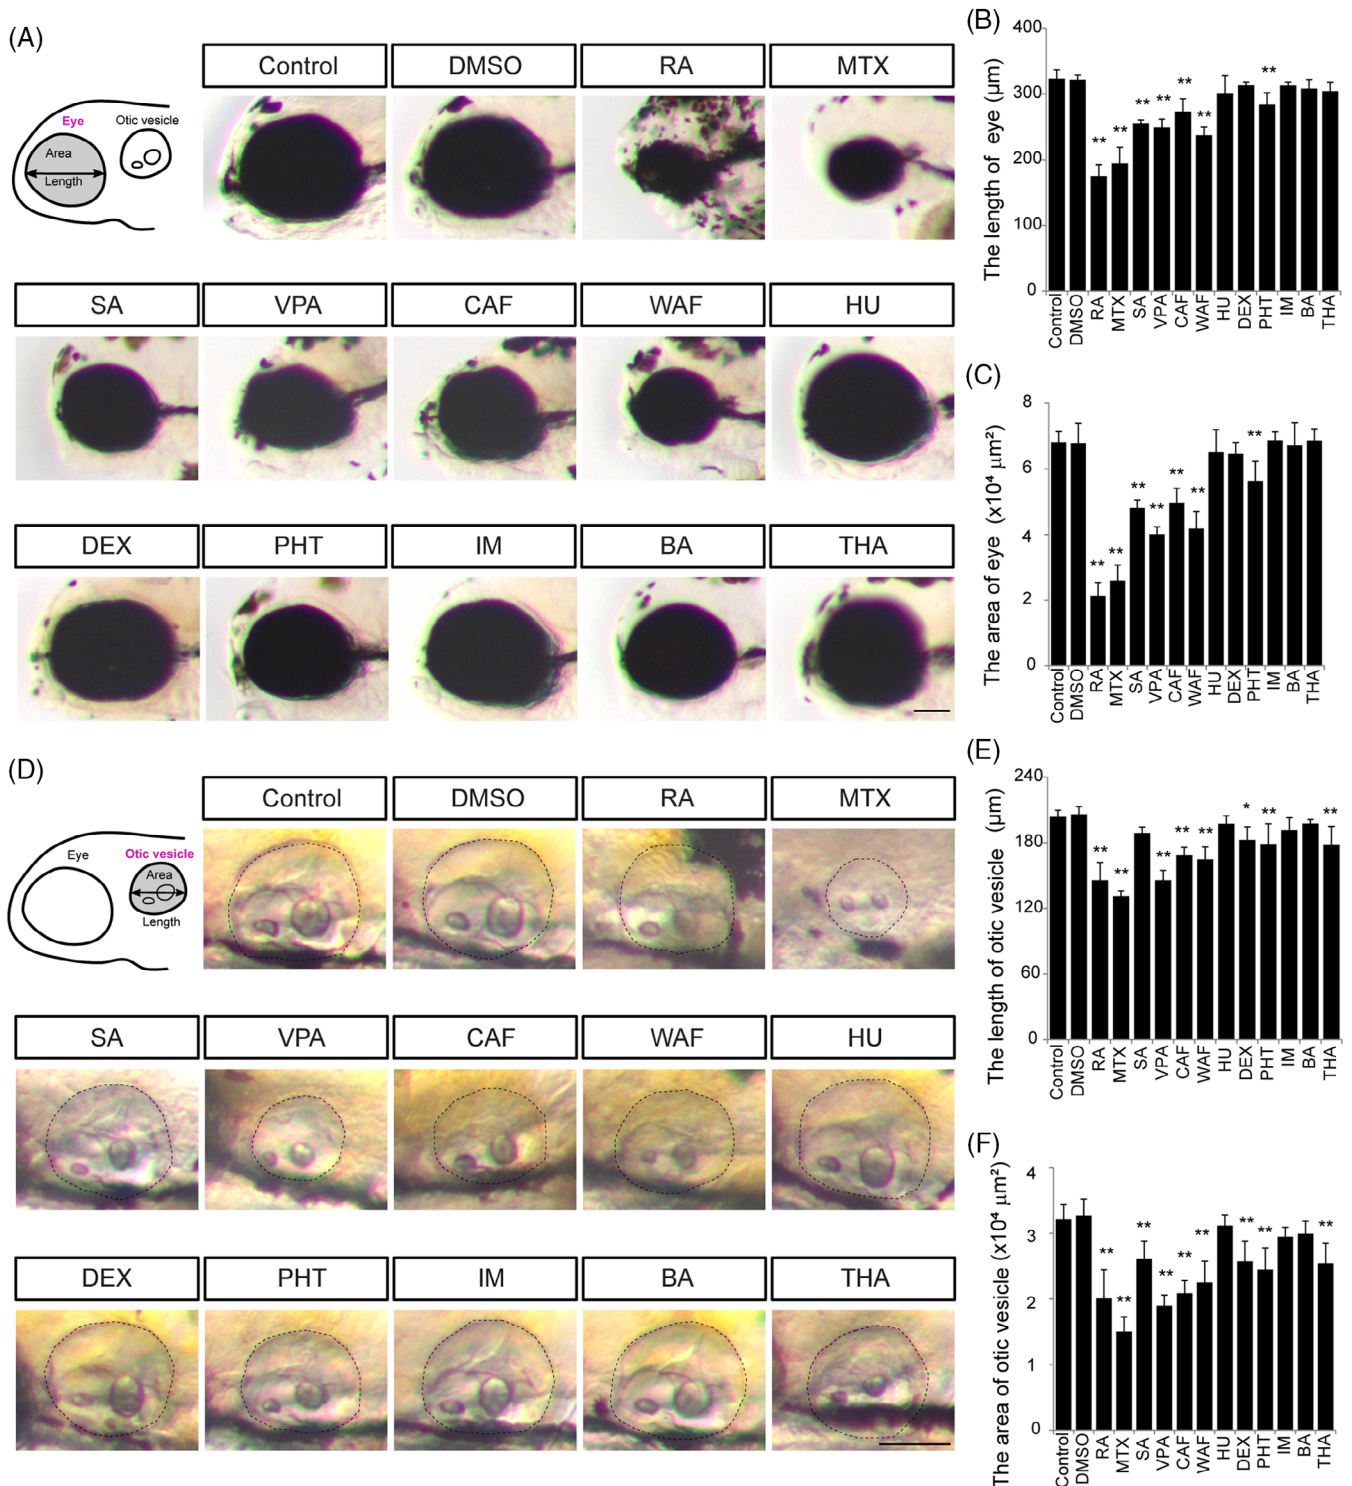 (A)
Control DMSO RA MTX
Eye Otic vesicle
Area
Length
SA VPA CAF WAF HU
DEX PHT IM BA THA
(B)
The length of eye (μm)
400
300
200
100
0
** ** ** ** ** ** **
Control DMSO RA MTX SA VPA CAF WAF HU DEX PHT IM BA THA
(C)
The area of eye (x10⁴ μm²)
8
6
4
2
0
** ** ** ** ** ** **
Control DMSO RA MTX SA VPA CAF WAF HU DEX PHT IM BA THA
(D)
Control DMSO RA MTX
Eye Otic vesicle
Area
Length
SA VPA CAF WAF HU
DEX PHT IM BA THA
(E)
The length of otic vesicle (μm)
240
180
120
60
0
** ** ** ** ** * ** **
Control DMSO RA MTX SA VPA CAF WAF HU DEX PHT IM BA THA
(F)
The area of otic vesicle (x10⁴ μm²)
4
3
2
1
0
** ** ** ** ** ** ** ** **
Control DMSO RA MTX SA VPA CAF WAF HU DEX PHT IM BA THA